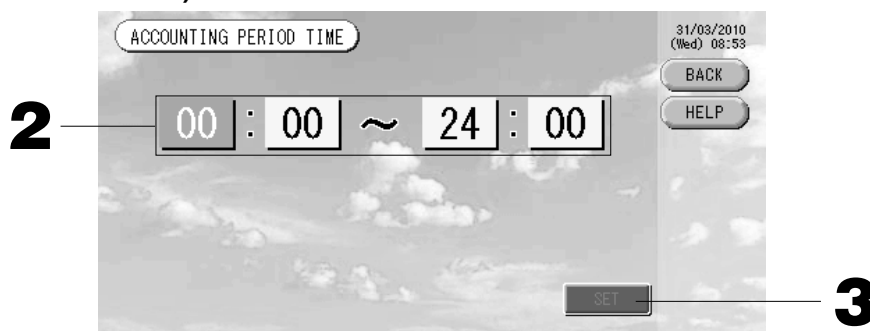 ACCOUNTING PERIOD TIME
31/03/2010
(Wed) 08:53
BACK
HELP
2
00 : 00 ~ 24 : 00
SET
3